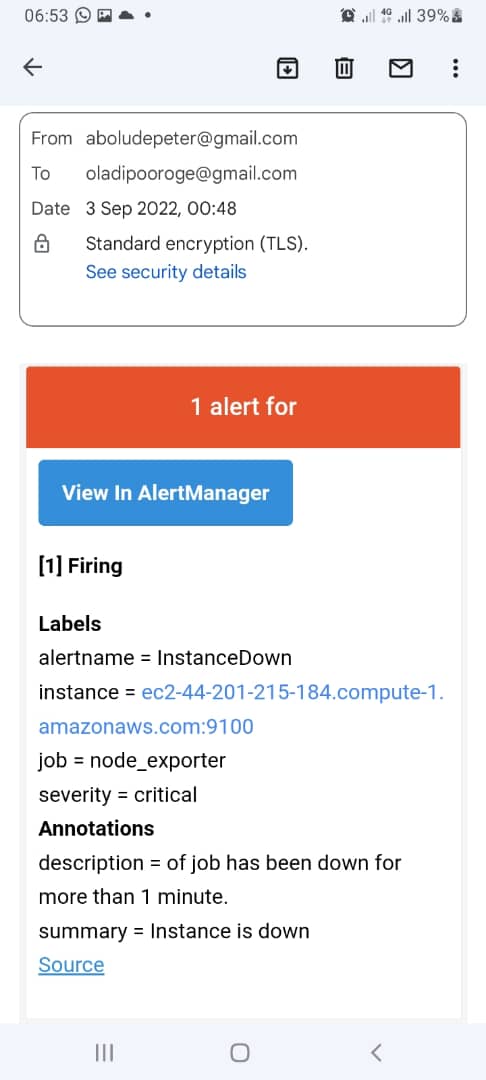 06:53
4G
39%
From aboludepeter@gmail.com
To oladipooroge@gmail.com
Date 3 Sep 2022, 00:48
Standard encryption (TLS).
See security details
1 alert for
View In AlertManager
[1] Firing
Labels
alertname = InstanceDown
instance = ec2-44-201-215-184.compute-1.
amazonaws.com:9100
job = node_exporter
severity = critical
Annotations
description = of job has been down for
more than 1 minute.
summary = Instance is down
Source